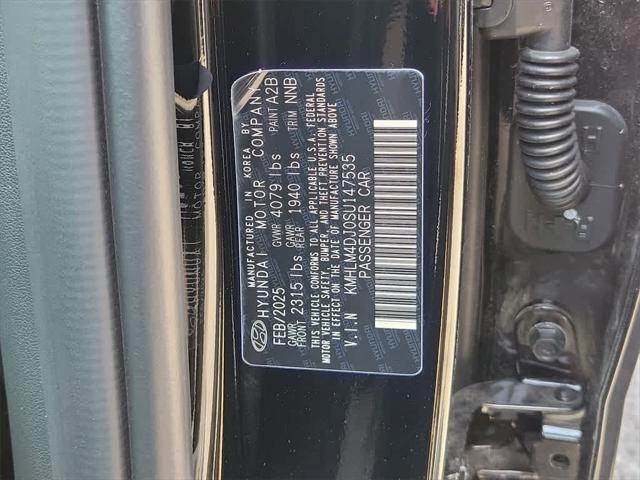 MANUFACTURED IN KOREA BY
HYUNDAI MOTOR COMPANY
FEB/2025 GVWR 4079 lbs PAINT A2B
GAWR FRONT 2315 lbs GAWR REAR 1940 lbs TRIM NNB
THIS VEHICLE CONFORMS TO ALL APPLICABLE U.S.A. FEDERAL
MOTOR VEHICLE SAFETY, BUMPER, AND THEFT PREVENTION STANDARDS
IN EFFECT ON THE DATE OF MANUFACTURE SHOWN ABOVE
V.I.N KMHLM4DJ0SU147535
PASSENGER CAR